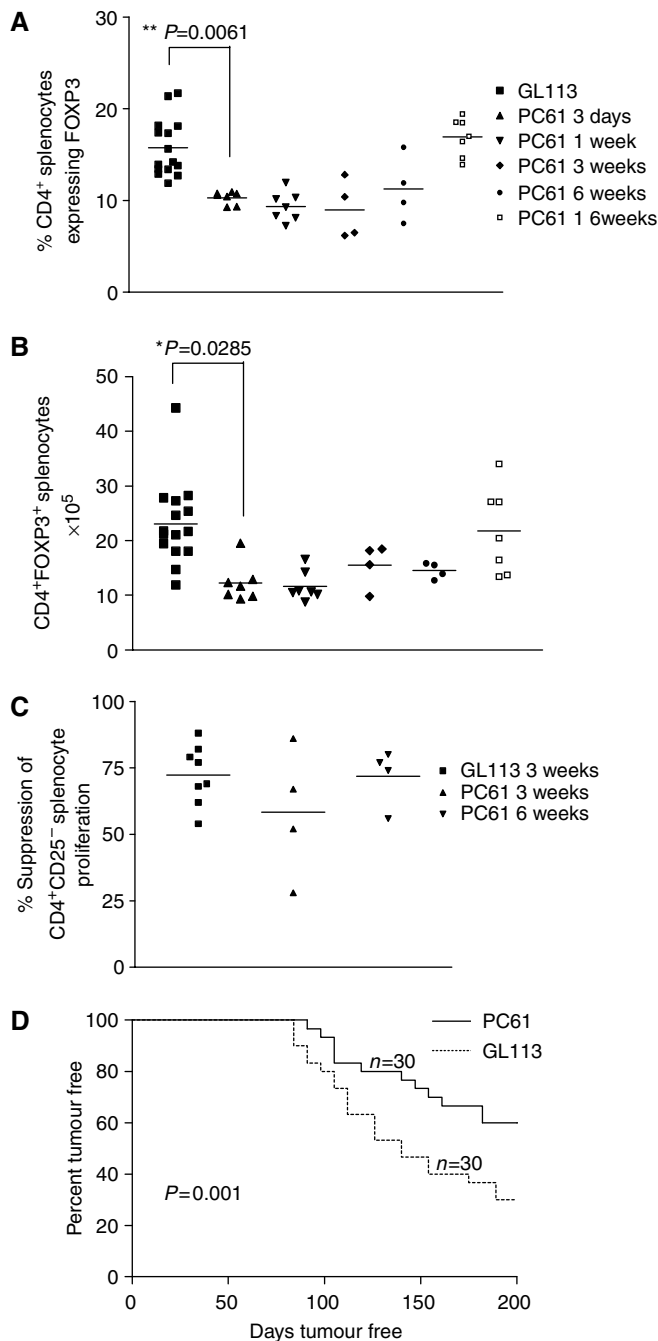 A
** P=0.0061
30
20
10
0
% CD4+ splenocytes
expressing FOXP3
GL113
PC61 3 days
PC61 1 week
PC61 3 weeks
PC61 6 weeks
PC61 1 6weeks
B
*P=0.0285
50
40
30
20
10
0
CD4+FOXP3+ splenocytes
×10⁵
C
100
75
50
25
0
% Suppression of
CD4+CD25− splenocyte
proliferation
GL113 3 weeks
PC61 3 weeks
PC61 6 weeks
D
100
80
60
40
20
0
Percent tumour free
PC61
GL113
n=30
n=30
P=0.001
0 50 100 150 200
Days tumour free